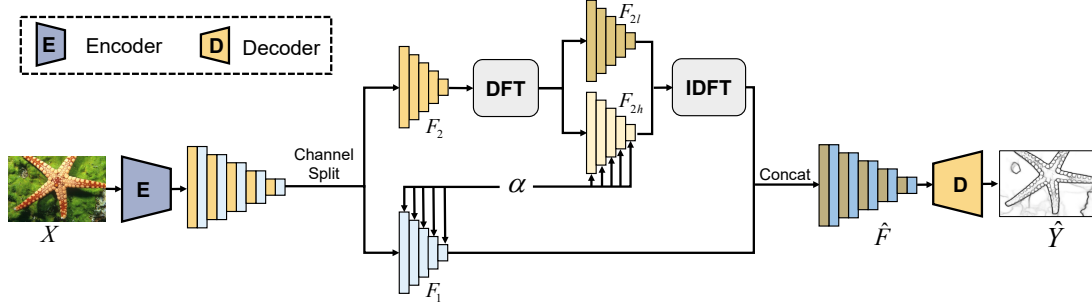 E Encoder D Decoder
F₂ₗ
F₂
DFT
F₂ₕ
IDFT
X
E
Channel
Split
α
F₁
Concat
F̂
D
Ŷ